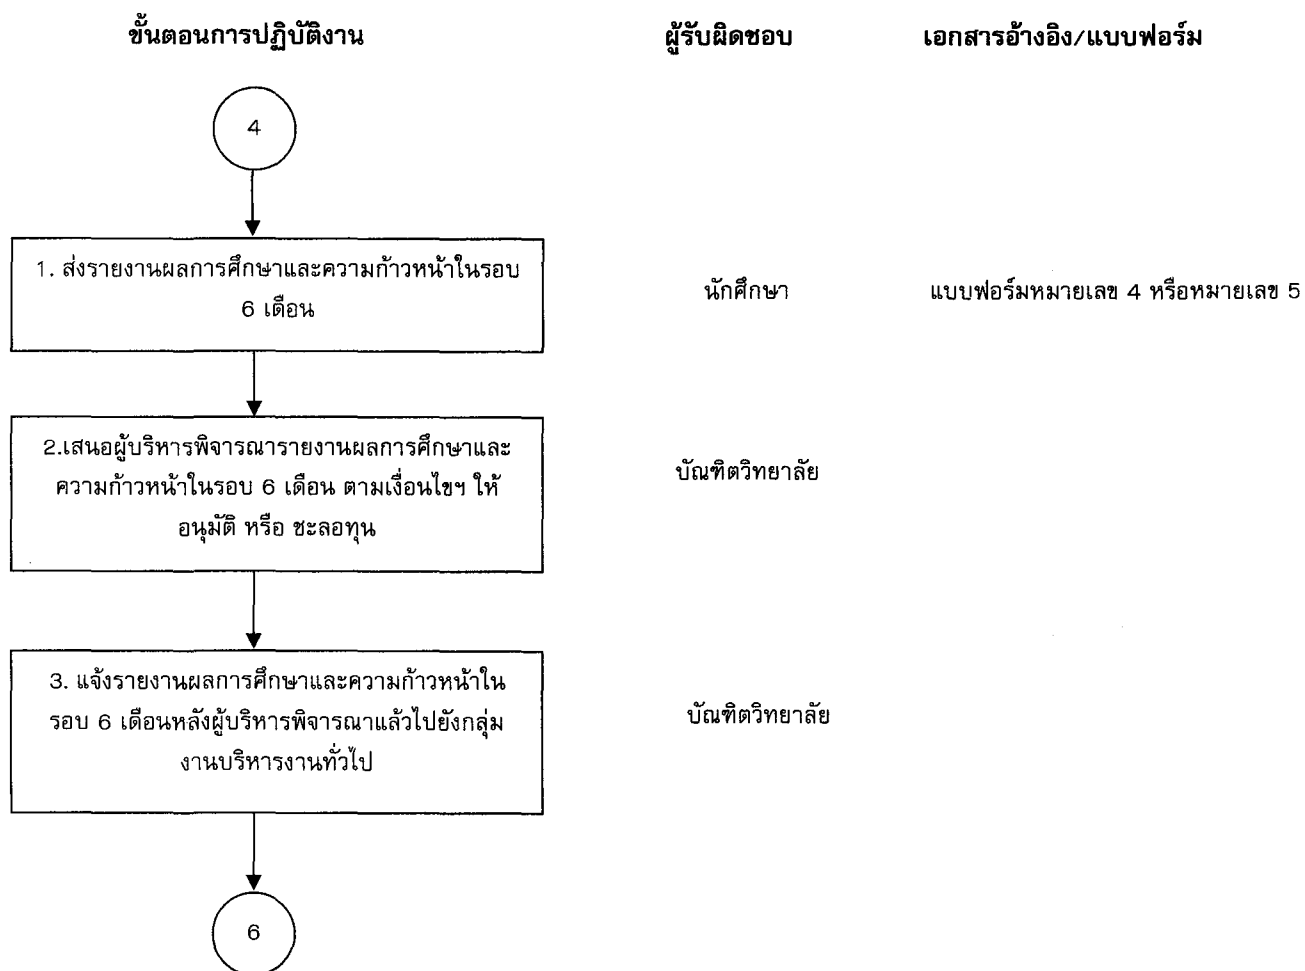 ขั้นตอนการปฏิบัติงาน ผู้รับผิดชอบ เอกสารอ้างอิง/แบบฟอร์ม
4
1. ส่งรายงานผลการศึกษาและความก้าวหน้าในรอบ
6 เดือน
นักศึกษา
แบบฟอร์มหมายเลข 4 หรือหมายเลข 5
2.เสนอผู้บริหารพิจารณารายงานผลการศึกษาและ
ความก้าวหน้าในรอบ 6 เดือน ตามเงื่อนไขฯ ให้
อนุมัติ หรือ ชะลอทุน
บัณฑิตวิทยาลัย
3. แจ้งรายงานผลการศึกษาและความก้าวหน้าใน
รอบ 6 เดือนหลังผู้บริหารพิจารณาแล้วไปยังกลุ่ม
งานบริหารงานทั่วไป
บัณฑิตวิทยาลัย
6